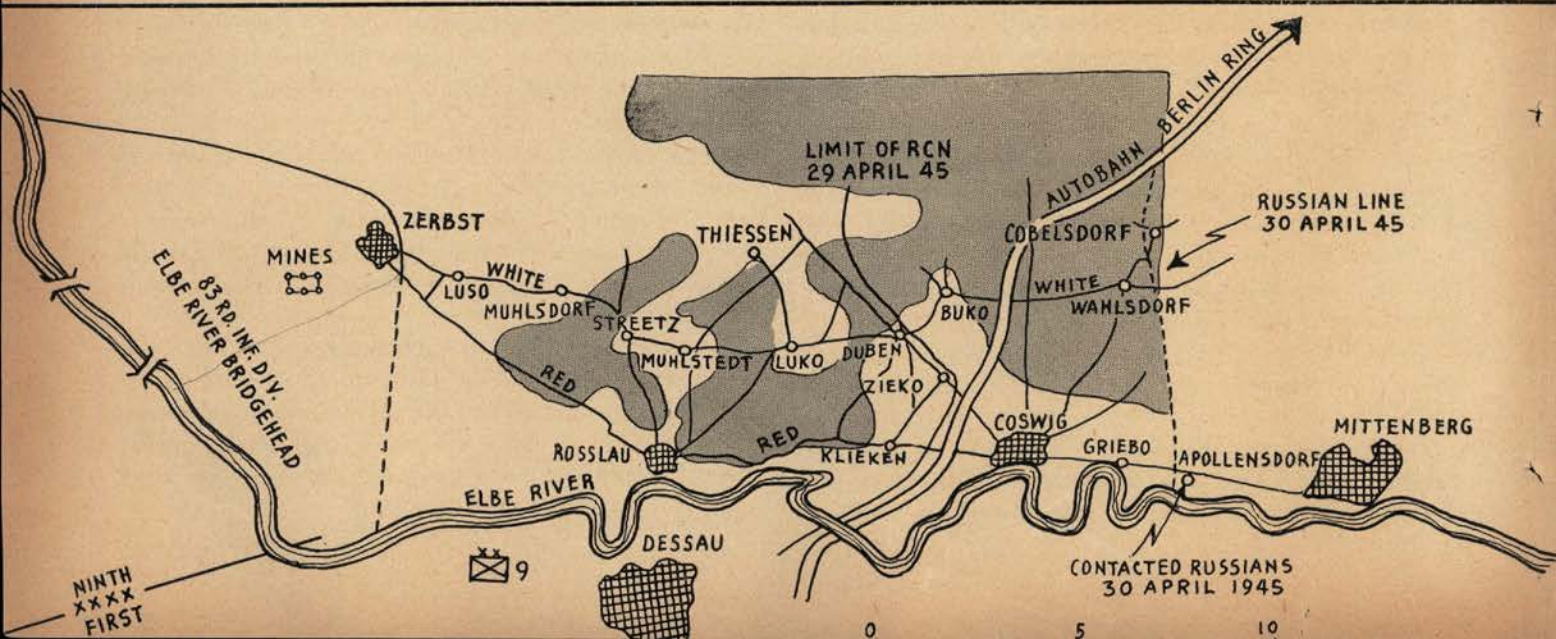 BERLIN RING
AUTOBAHN
LIMIT OF RCN
29 APRIL 45
RUSSIAN LINE
30 APRIL 45
ZERBST
MINES
THIESSEN
COBELSDORF
WHITE
LUSO
MUHLSDORF
83 RD. INF. DIV.
ELBE RIVER BRIDGEHEAD
STREETZ
MUHLSTEDT
LUKO
DUBEN
BUKO
WHITE
WAHLSDORF
RED
ZIEKO
ROSSLAU
RED
KLIEKEN
COSWIG
GRIEBO
APOLLENSDORF
MITTENBERG
ELBE RIVER
DESSAU
XX
9
CONTACTED RUSSIANS
30 APRIL 1945
NINTH
XXXX
FIRST
0 5 10